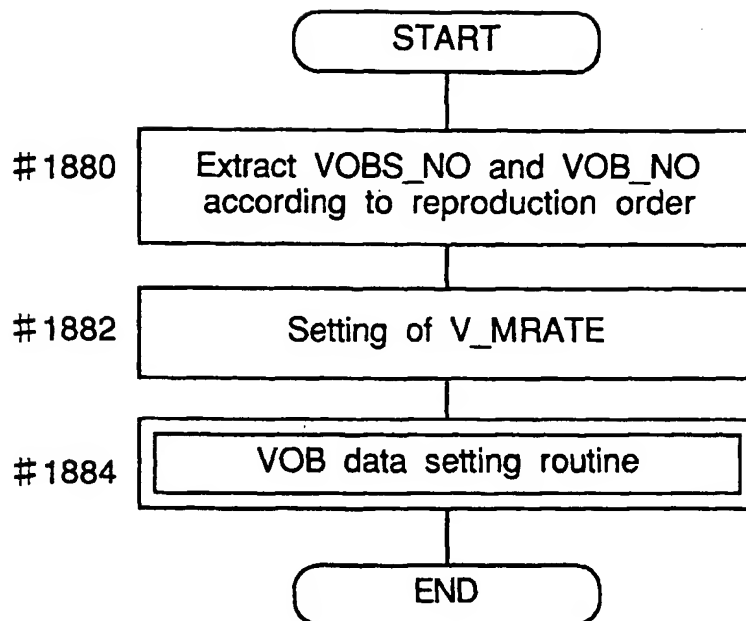 START
#1880
Extract VOBS_NO and VOB_NO
according to reproduction order
#1882
Setting of V_MRATE
#1884
VOB data setting routine
END